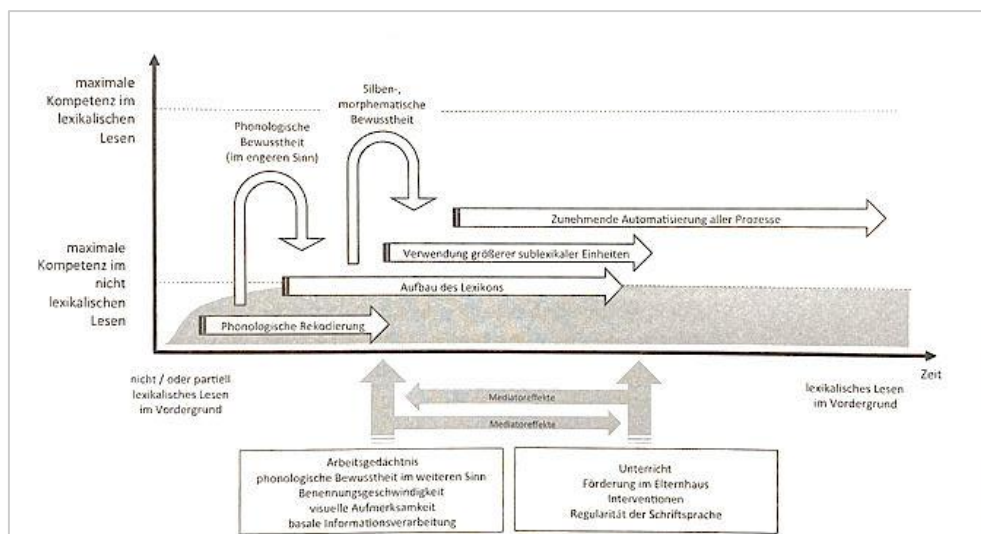 maximale
Kompetenz im
lexikalischen
Lesen
Phonologische
Bewusstheit
(im engeren Sinn)
Silben-,
morphematische
Bewusstheit
Zunehmende Automatisierung aller Prozesse
Verwendung größerer sublexikaler Einheiten
maximale
Kompetenz im
nicht
lexikalischen
Lesen
Aufbau des Lexikons
Phonologische Rekodierung
Zeit
nicht / oder partiell
lexikalisches Lesen
im Vordergrund
lexikalisches Lesen
im Vordergrund
Mediatoreffekte
Mediatoreffekte
Arbeitsgedächtnis
phonologische Bewusstheit im weiteren Sinn
Benennungsgeschwindigkeit
visuelle Aufmerksamkeit
basale Informationsverarbeitung
Unterricht
Förderung im Elternhaus
Interventionen
Regularität der Schriftsprache